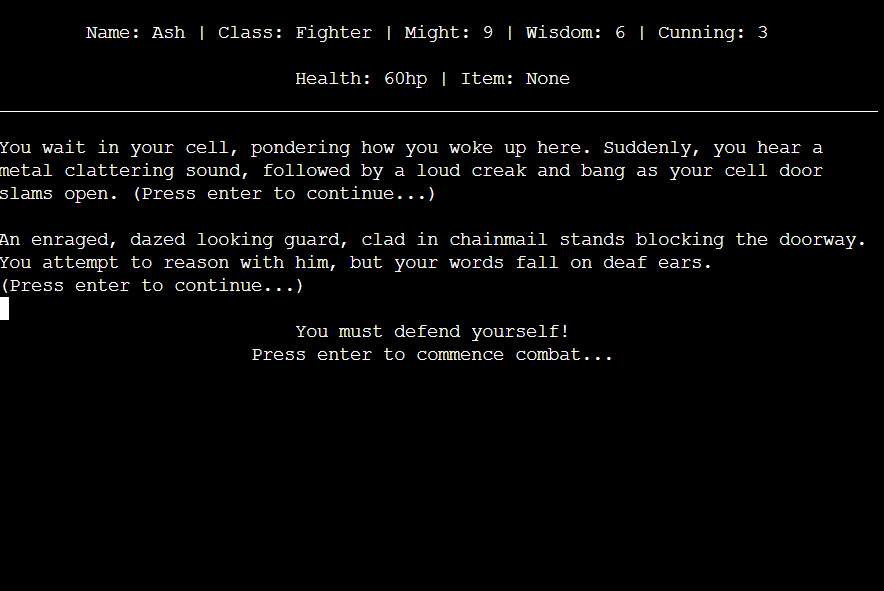 Name: Ash | Class: Fighter | Might: 9 | Wisdom: 6 | Cunning: 3
Health: 60hp | Item: None
You wait in your cell, pondering how you woke up here. Suddenly, you hear a
metal clattering sound, followed by a loud creak and bang as your cell door
slams open. (Press enter to continue...)
An enraged, dazed looking guard, clad in chainmail stands blocking the doorway.
You attempt to reason with him, but your words fall on deaf ears.
(Press enter to continue...)
You must defend yourself!
Press enter to commence combat...